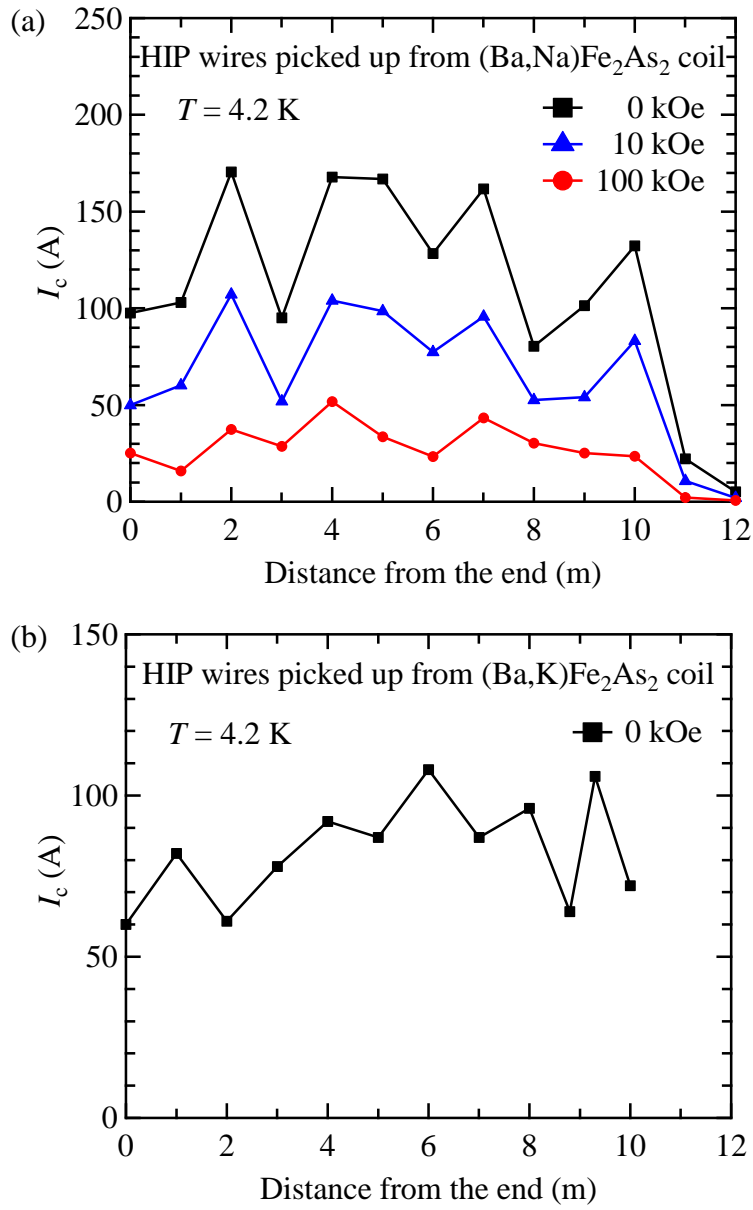 (a)
250
200
150
100
50
0
I_c (A)
HIP wires picked up from (Ba,Na)Fe₂As₂ coil
T = 4.2 K
0 kOe
10 kOe
100 kOe
0 2 4 6 8 10 12
Distance from the end (m)
(b)
150
100
50
0
I_c (A)
HIP wires picked up from (Ba,K)Fe₂As₂ coil
T = 4.2 K
0 kOe
0 2 4 6 8 10 12
Distance from the end (m)